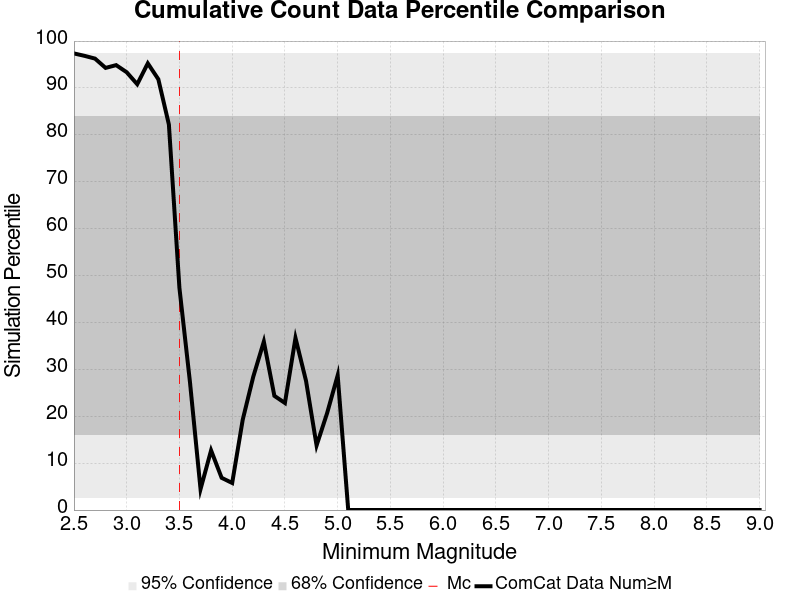 Cumulative Count Data Percentile Comparison
100
90
80
70
60
50
40
30
20
10
0
Simulation Percentile
2.5 3.0 3.5 4.0 4.5 5.0 5.5 6.0 6.5 7.0 7.5 8.0 8.5 9.0
Minimum Magnitude
95% Confidence 68% Confidence Mc ComCat Data Num≥M